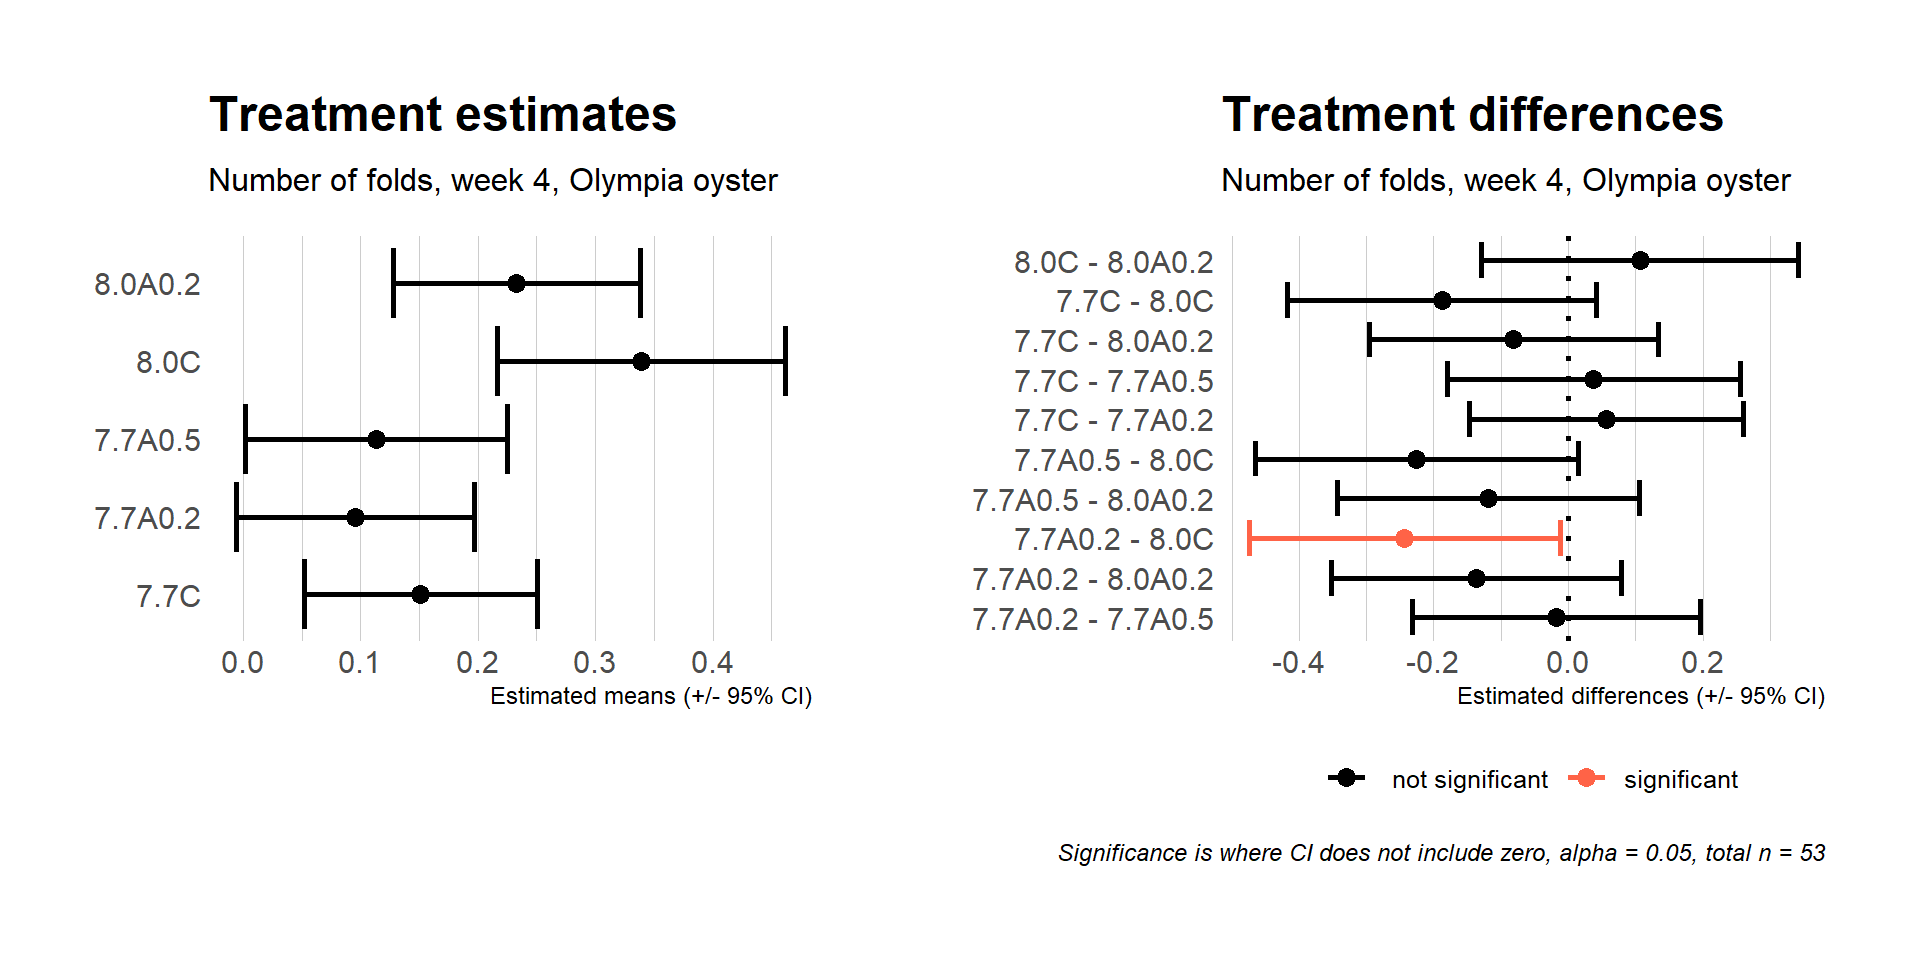 Treatment estimates
Number of folds, week 4, Olympia oyster
8.0A0.2
8.0C
7.7A0.5
7.7A0.2
7.7C
0.0 0.1 0.2 0.3 0.4
Estimated means (+/- 95% CI)
Treatment differences
Number of folds, week 4, Olympia oyster
8.0C - 8.0A0.2
7.7C - 8.0C
7.7C - 8.0A0.2
7.7C - 7.7A0.5
7.7C - 7.7A0.2
7.7A0.5 - 8.0C
7.7A0.5 - 8.0A0.2
7.7A0.2 - 8.0C
7.7A0.2 - 8.0A0.2
7.7A0.2 - 7.7A0.5
-0.4 -0.2 0.0 0.2
Estimated differences (+/- 95% CI)
not significant significant
Significance is where CI does not include zero, alpha = 0.05, total n = 53